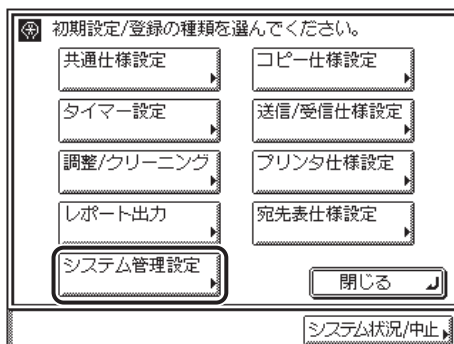 初期設定/登録の種類を選んでください。
共通仕様設定
コピー仕様設定
タイマー設定
送信/受信仕様設定
調整/クリーニング
プリンタ仕様設定
レポート出力
宛先表仕様設定
システム管理設定
閉じる
システム状況/中止